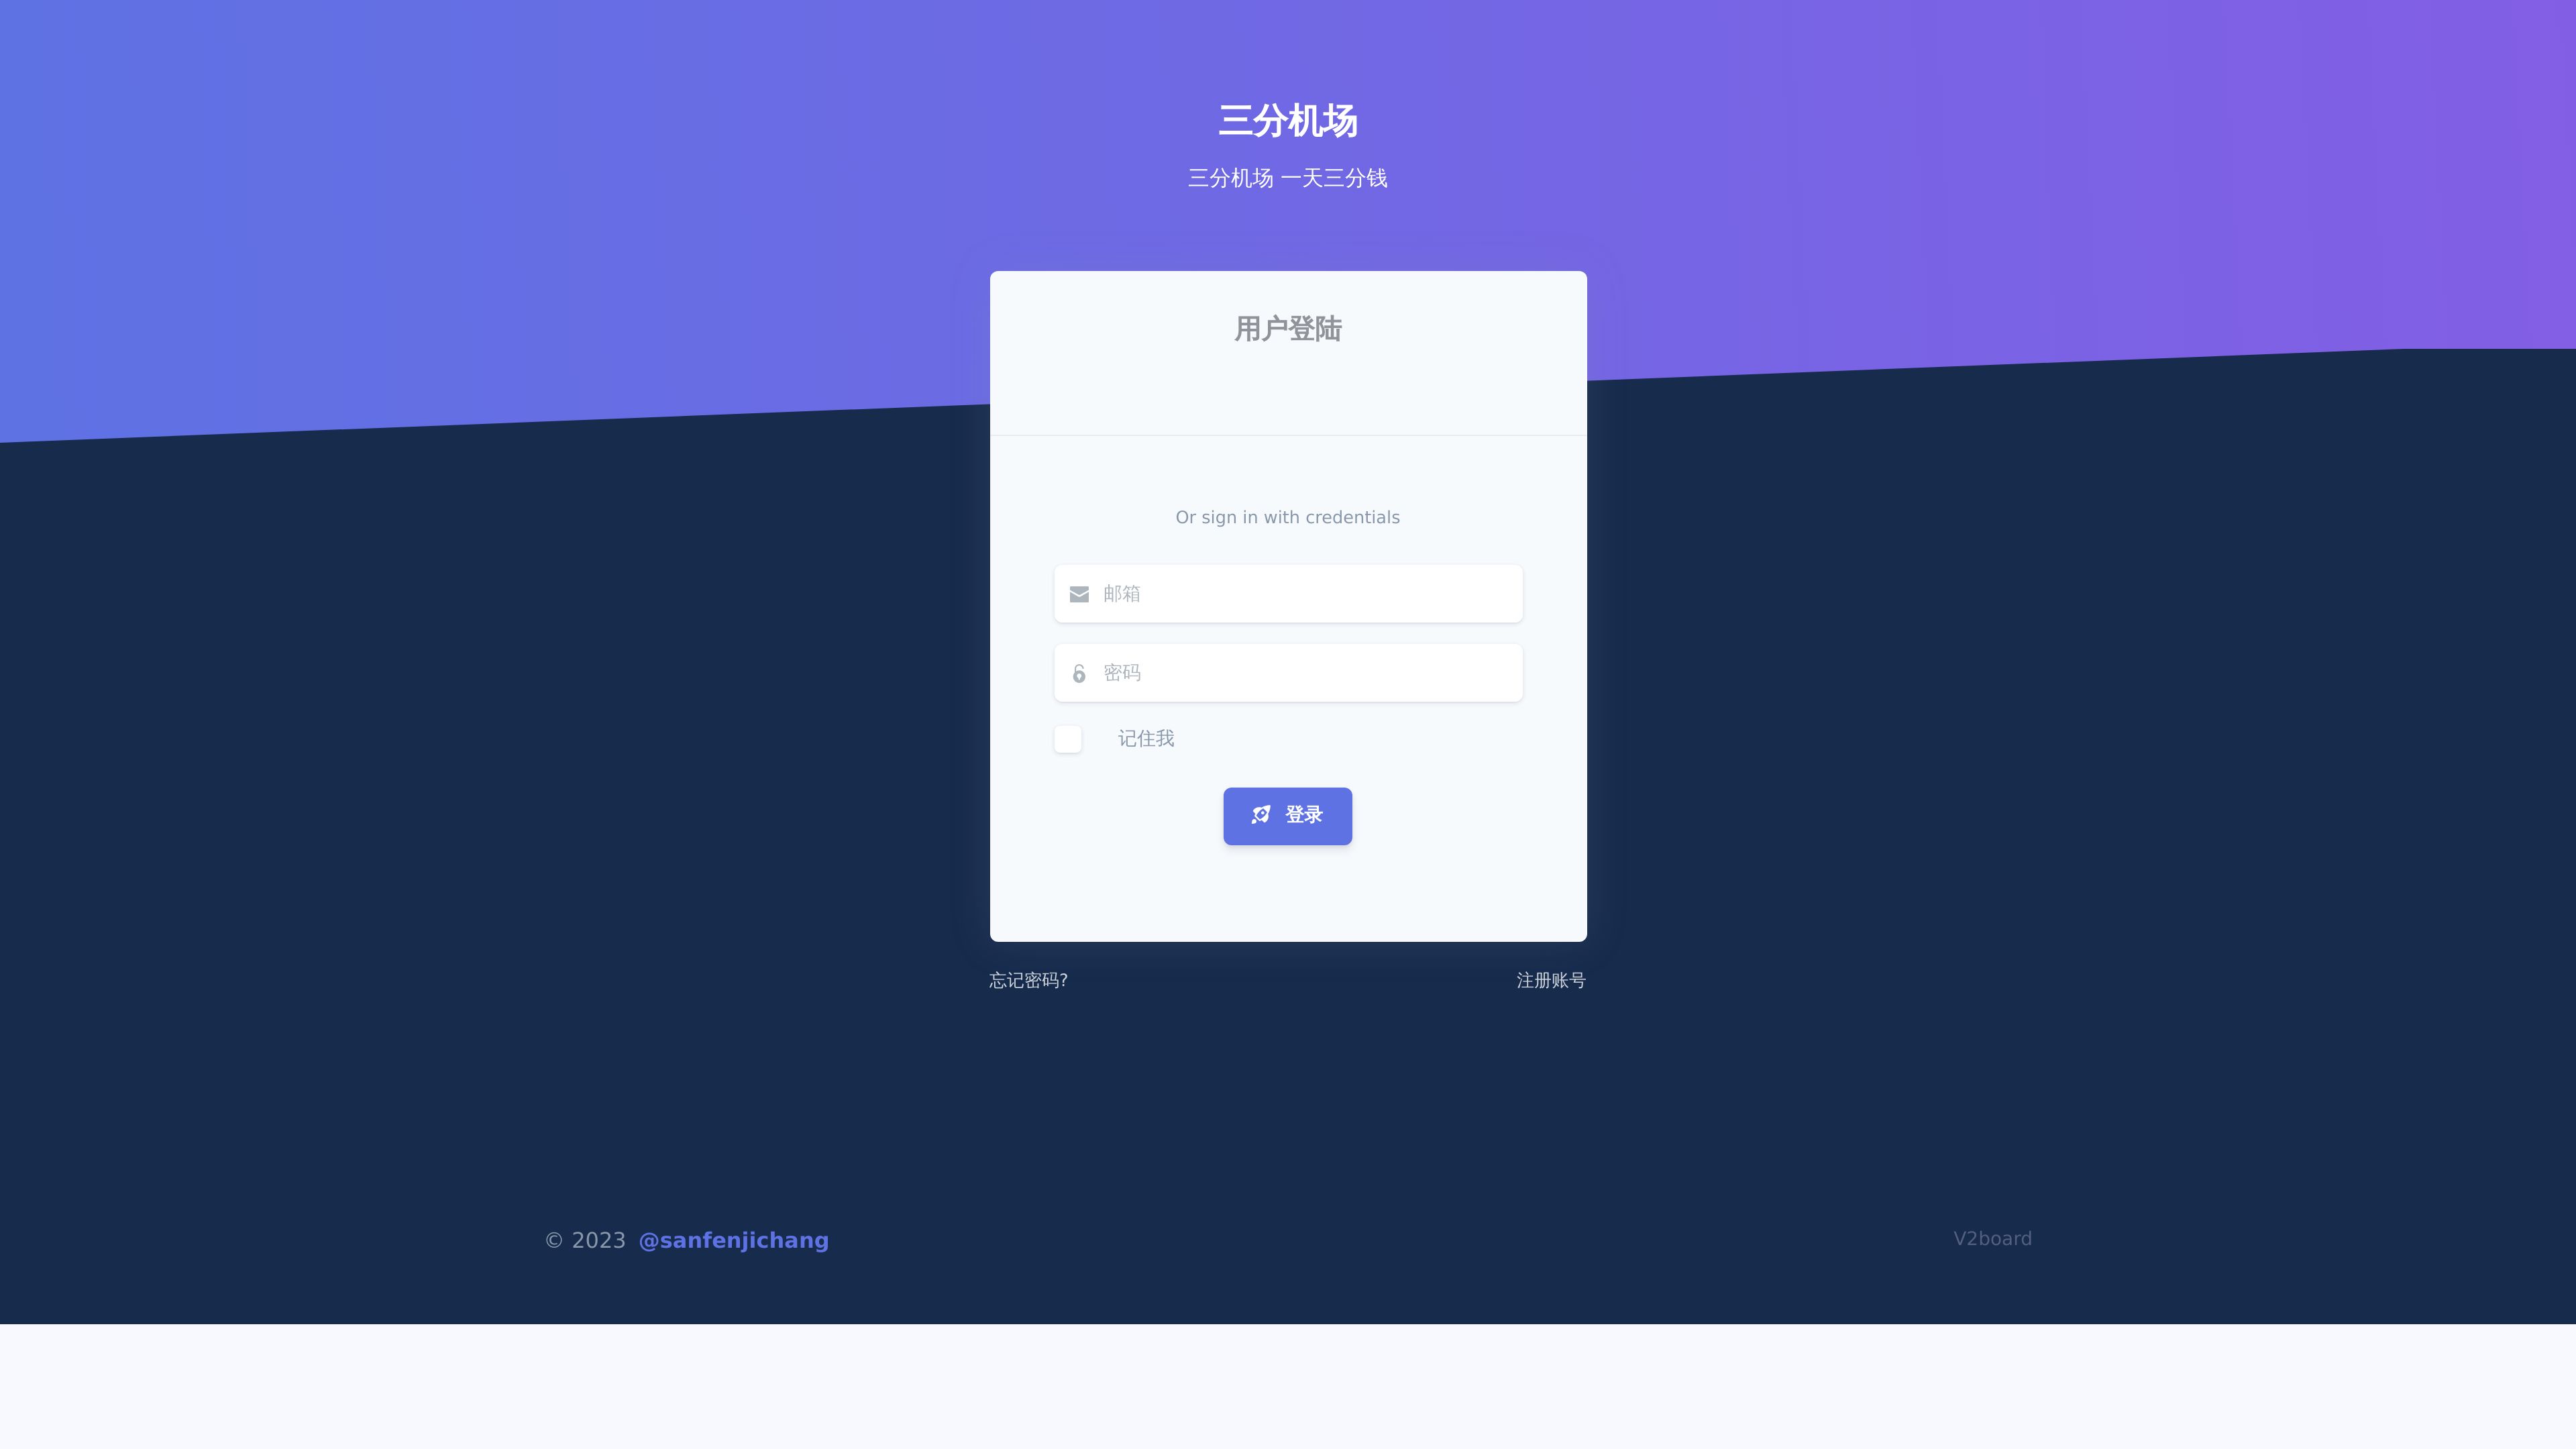 三分机场
三分机场 一天三分钱
用户登陆
Or sign in with credentials
邮箱
密码
记住我
登录
忘记密码?
注册账号
© 2023 @sanfenjichang
V2board